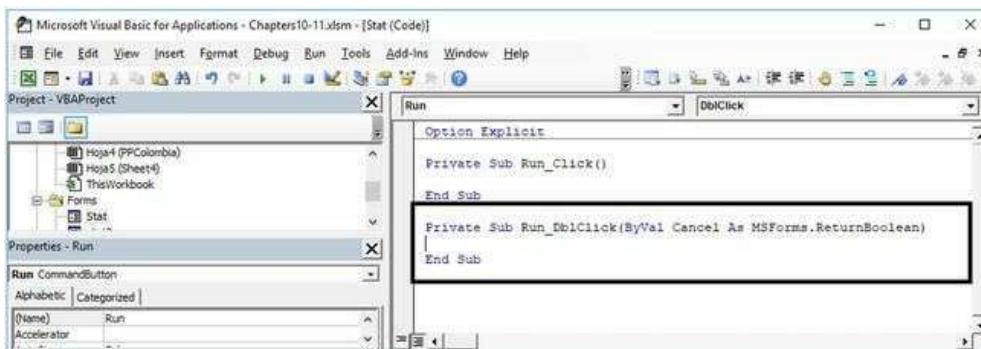 Microsoft Visual Basic for Applications - Chapters10-11.xlsm - [Stat (Code)]
File Edit View Insert Format Debug Run Tools Add-Ins Window Help
Project - VBAProject
Hoja4 (PPColombia)
Hoja5 (Sheet4)
ThisWorkbook
Forms
Stat
Properties - Run
Run CommandButton
Alphabetic Categorized
(Name) Run
Accelerator
Run DblClick
Option Explicit
Private Sub Run_Click()
End Sub
Private Sub Run_DblClick(ByVal Cancel As MSForms.ReturnBoolean)
End Sub